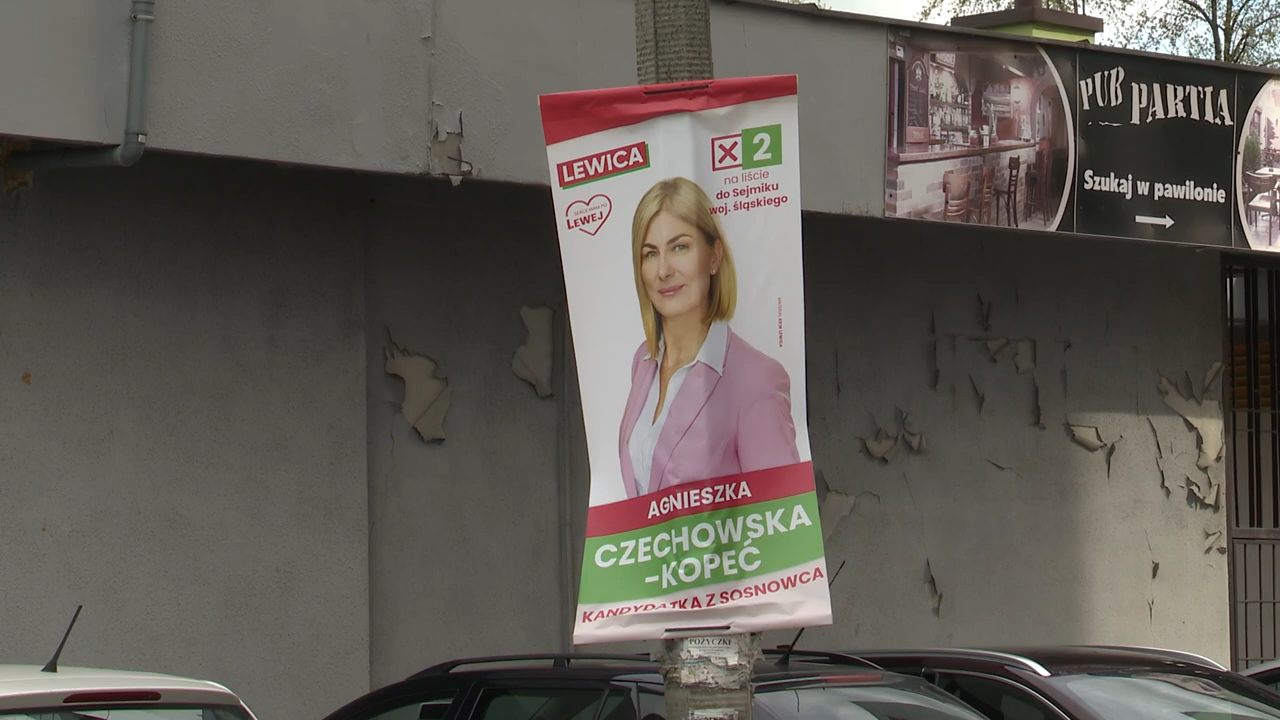 LEWICA
2
na liście
do Sejmiku
woj. śląskiego
LEWEJ
AGNIESZKA
CZECHOWSKA
-KOPEĆ
KANDYDATKA Z SOSNOWCA
POŻYCZKI
PUB PARTIA
Szukaj w pawilonie